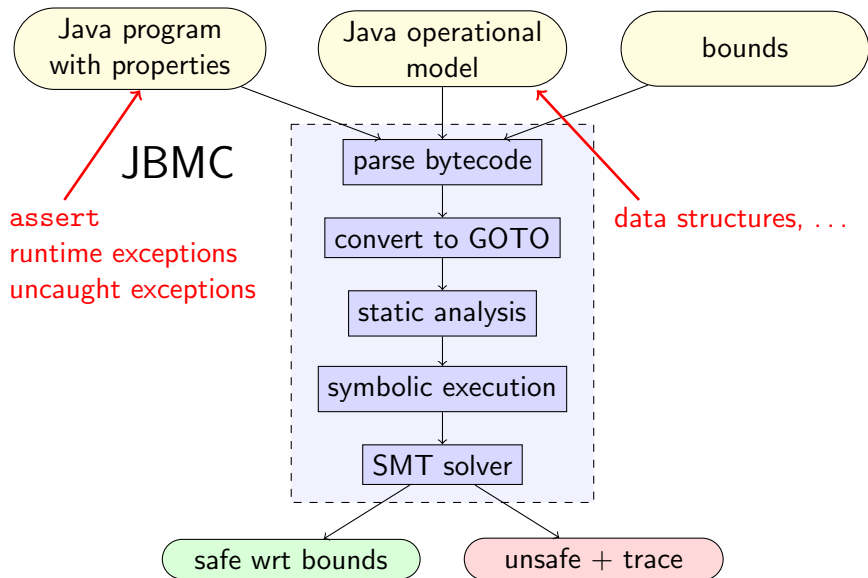 Java program
with properties
Java operational
model
bounds
JBMC
parse bytecode
assert
runtime exceptions
uncaught exceptions
data structures, ...
convert to GOTO
static analysis
symbolic execution
SMT solver
safe wrt bounds
unsafe + trace